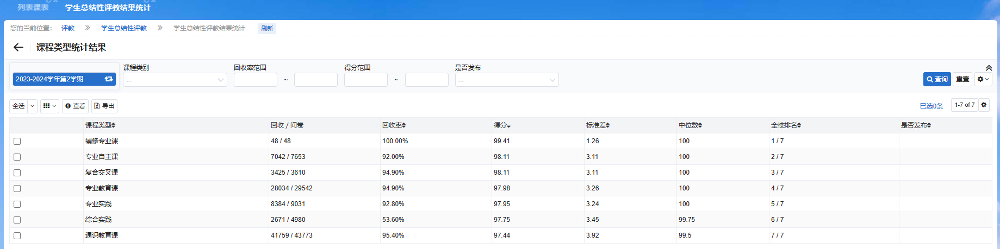 列表课表 学生总结性评教结果统计
您的当前位置： 评教 » 学生总结性评教 » 学生总结性评教结果统计 刷新
课程类型统计结果
课程类别 回收率范围 得分范围 是否发布
2023-2024学年第2学期 ... ~ ~ ... 查询 重置
全选 查看 导出 已选0条 1-7 of 7
课程类型 回收 / 问卷 回收率 得分 标准差 中位数 全校排名 是否发布
辅修专业课 48 / 48 100.00% 99.41 1.26 100 1 / 7
专业自主课 7042 / 7653 92.00% 98.11 3.11 100 2 / 7
复合交叉课 3425 / 3610 94.90% 98.11 3.11 100 3 / 7
专业教育课 28034 / 29542 94.90% 97.98 3.26 100 4 / 7
专业实践 8384 / 9031 92.80% 97.95 3.24 100 5 / 7
综合实践 2671 / 4980 53.60% 97.75 3.45 99.75 6 / 7
通识教育课 41759 / 43773 95.40% 97.44 3.92 99.5 7 / 7